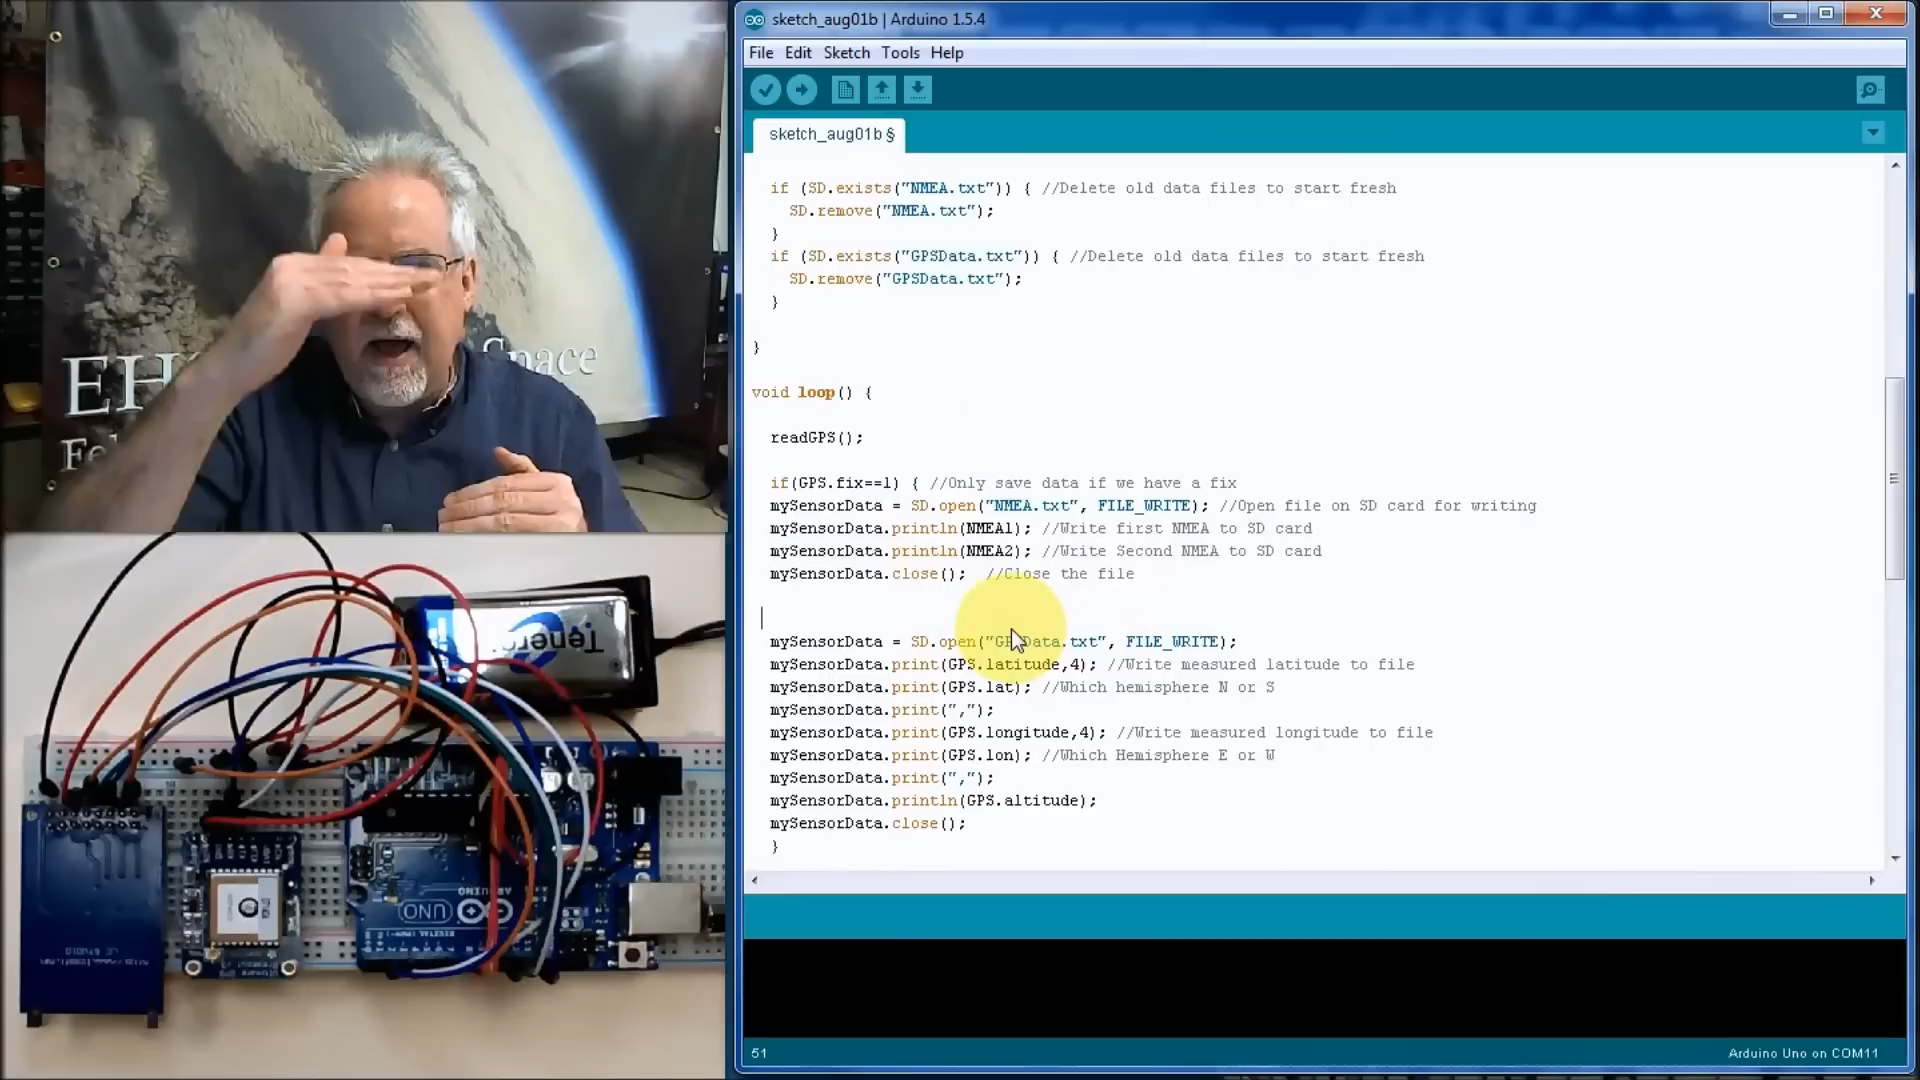 sketch_aug01b | Arduino 1.5.4
File Edit Sketch Tools Help
sketch_aug01b §
if (SD.exists("NMEA.txt")) { //Delete old data files to start fresh
SD.remove("NMEA.txt");
}
if (SD.exists("GPSData.txt")) { //Delete old data files to start fresh
SD.remove("GPSData.txt");
}
}
void loop() {
readGPS();
if(GPS.fix==1) { //Only save data if we have a fix
mySensorData = SD.open("NMEA.txt", FILE_WRITE); //Open file on SD card for writing
mySensorData.println(NMEA1); //Write first NMEA to SD card
mySensorData.println(NMEA2); //Write Second NMEA to SD card
mySensorData.close();  //Close the file
mySensorData = SD.open("GPSData.txt", FILE_WRITE);
mySensorData.print(GPS.latitude,4); //Write measured latitude to file
mySensorData.print(GPS.lat); //Which hemisphere N or S
mySensorData.print(",");
mySensorData.print(GPS.longitude,4); //Write measured longitude to file
mySensorData.print(GPS.lon); //Which Hemisphere E or W
mySensorData.print(",");
mySensorData.println(GPS.altitude);
mySensorData.close();
}
51
Arduino Uno on COM11
EH
Space
Fe
Tenergy
UNO
ARDUINO